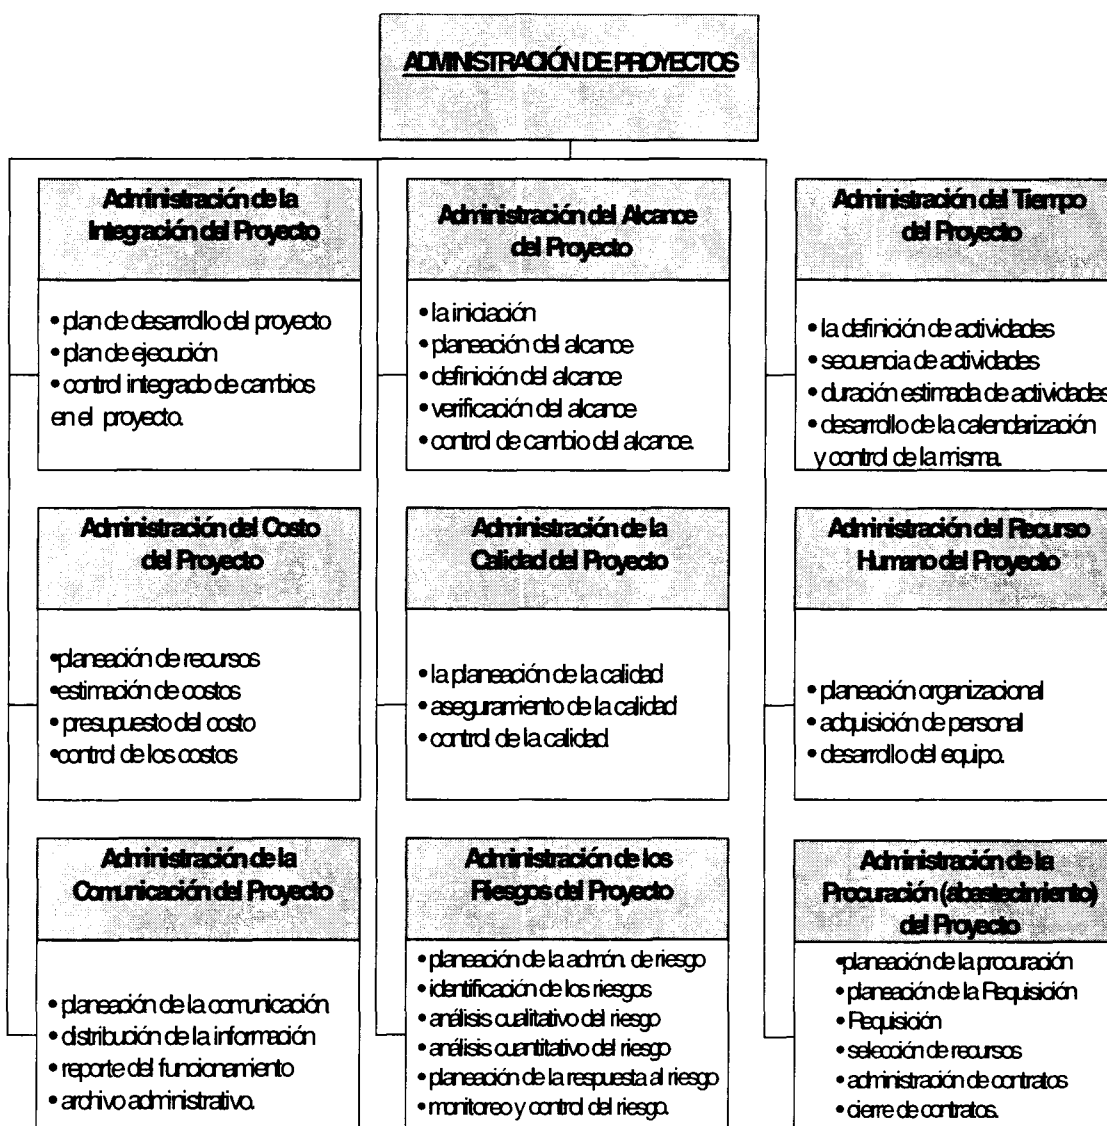 ADMINISTRACIÓN DE PROYECTOS
Administración de la
Integración del Proyecto
• plan de desarrollo del proyecto
• plan de ejecución
• control integrado de cambios
en el proyecto.
Administración del Alcance
del Proyecto
• la iniciación
• planeación del alcance
• definición del alcance
• verificación del alcance
• control de cambio del alcance.
Administración del Tiempo
del Proyecto
• la definición de actividades
• secuencia de actividades
• duración estimada de actividades
• desarrollo de la calendarización
y control de la misma.
Administración del Costo
del Proyecto
•planeación de recursos
•estimación de costos
• presupuesto del costo
•control de los costos
Administración de la
Calidad del Proyecto
• la planeación de la calidad
• aseguramiento de la calidad
• control de la calidad
Administración del Recurso
Humano del Proyecto
• planeación organizacional
• adquisición de personal
• desarrollo del equipo.
Administración de la
Comunicación del Proyecto
• planeación de la comunicación
• distribución de la información
• reporte del funcionamiento
• archivo administrativo.
Administración de los
Riesgos del Proyecto
• planeación de la admón. de riesgo
• identificación de los riesgos
• análisis cualitativo del riesgo
• análisis cuantitativo del riesgo
• planeación de la respuesta al riesgo
• monitoreo y control del riesgo.
Administración de la
Procuración (abastecimiento)
del Proyecto
•planeación de la procuración
• planeación de la Requisición
• Requisición
• selección de recursos
• administración de contratos
• cierre de contratos.